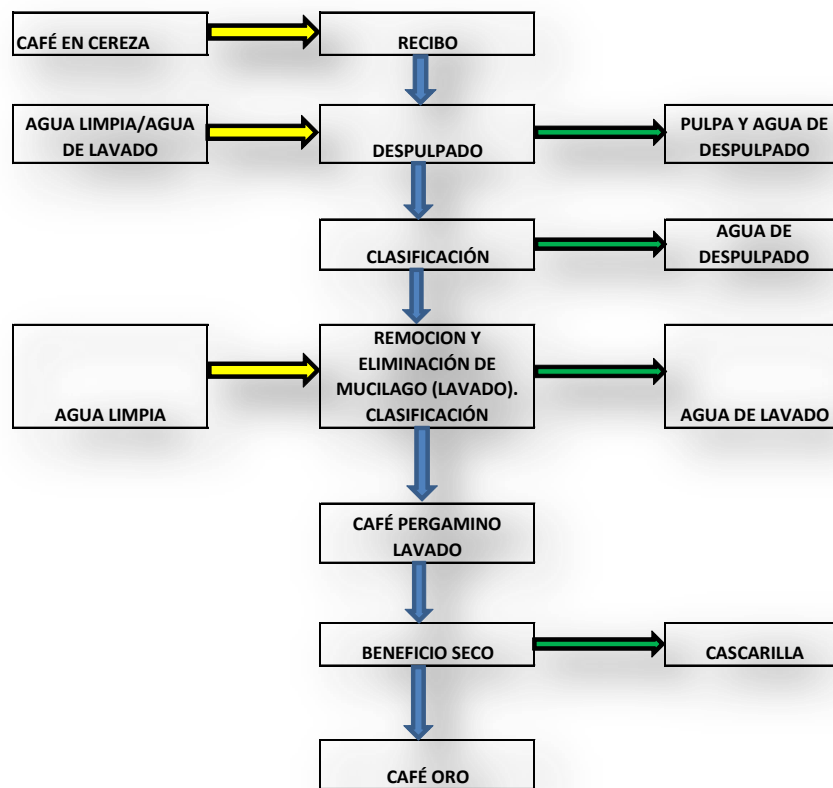 CAFÉ EN CEREZA
RECIBO
AGUA LIMPIA/AGUA
DE LAVADO
DESPULPADO
PULPA Y AGUA DE
DESPULPADO
CLASIFICACIÓN
AGUA DE
DESPULPADO
AGUA LIMPIA
REMOCION Y
ELIMINACIÓN DE
MUCILAGO (LAVADO).
CLASIFICACIÓN
AGUA DE LAVADO
CAFÉ PERGAMINO
LAVADO
BENEFICIO SECO
CASCARILLA
CAFÉ ORO